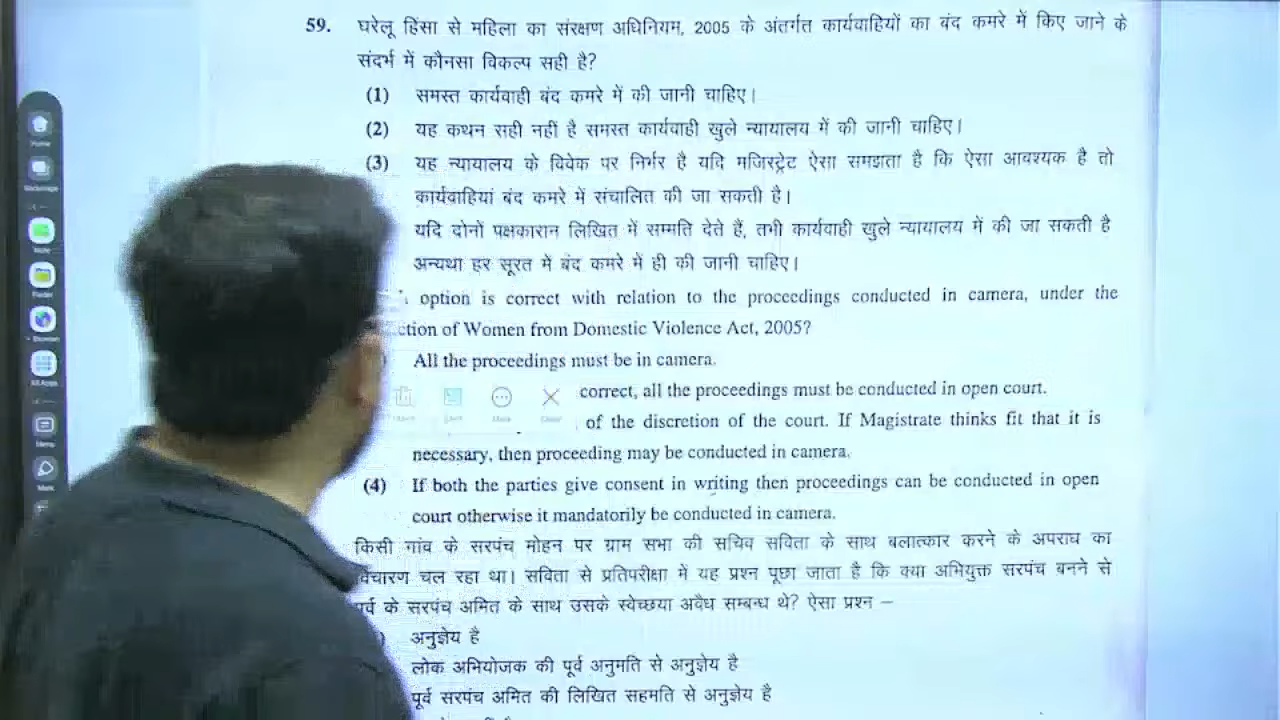 59. घरेलू हिंसा से महिला का संरक्षण अधिनियम, 2005 के अंतर्गत कार्यवाहियों का बंद कमरे में किए जाने के
संदर्भ में कौनसा विकल्प सही है?
(1) समस्त कार्यवाही बंद कमरे में की जानी चाहिए।
(2) यह कथन सही नहीं है समस्त कार्यवाही खुले न्यायालय में की जानी चाहिए।
(3) यह न्यायालय के विवेक पर निर्भर है यदि मजिस्ट्रेट ऐसा समझता है कि ऐसा आवश्यक है तो
कार्यवाहियां बंद कमरे में संचालित की जा सकती है।
यदि दोनों पक्षकारान लिखित में सम्मति देते हैं, तभी कार्यवाही खुले न्यायालय में की जा सकती है
अन्यथा हर सूरत में बंद कमरे में ही की जानी चाहिए।
option is correct with relation to the proceedings conducted in camera, under the
ction of Women from Domestic Violence Act, 2005?
All the proceedings must be in camera.
correct, all the proceedings must be conducted in open court.
of the discretion of the court. If Magistrate thinks fit that it is
necessary, then proceeding may be conducted in camera.
(4) If both the parties give consent in writing then proceedings can be conducted in open
court otherwise it mandatorily be conducted in camera.
किसी गांव के सरपंच मोहन पर ग्राम सभा की सचिव सविता के साथ बलात्कार करने के अपराध का
विचारण चल रहा था। सविता से प्रतिपरीक्षा में यह प्रश्न पूछा जाता है कि क्या अभियुक्त सरपंच बनने से
पूर्व के सरपंच अमित के साथ उसके स्वेच्छया अवैध सम्बन्ध थे? ऐसा प्रश्न –
अनुज्ञेय है
लोक अभियोजक की पूर्व अनुमति से अनुज्ञेय है
पूर्व सरपंच अमित की लिखित सहमति से अनुज्ञेय है
Home